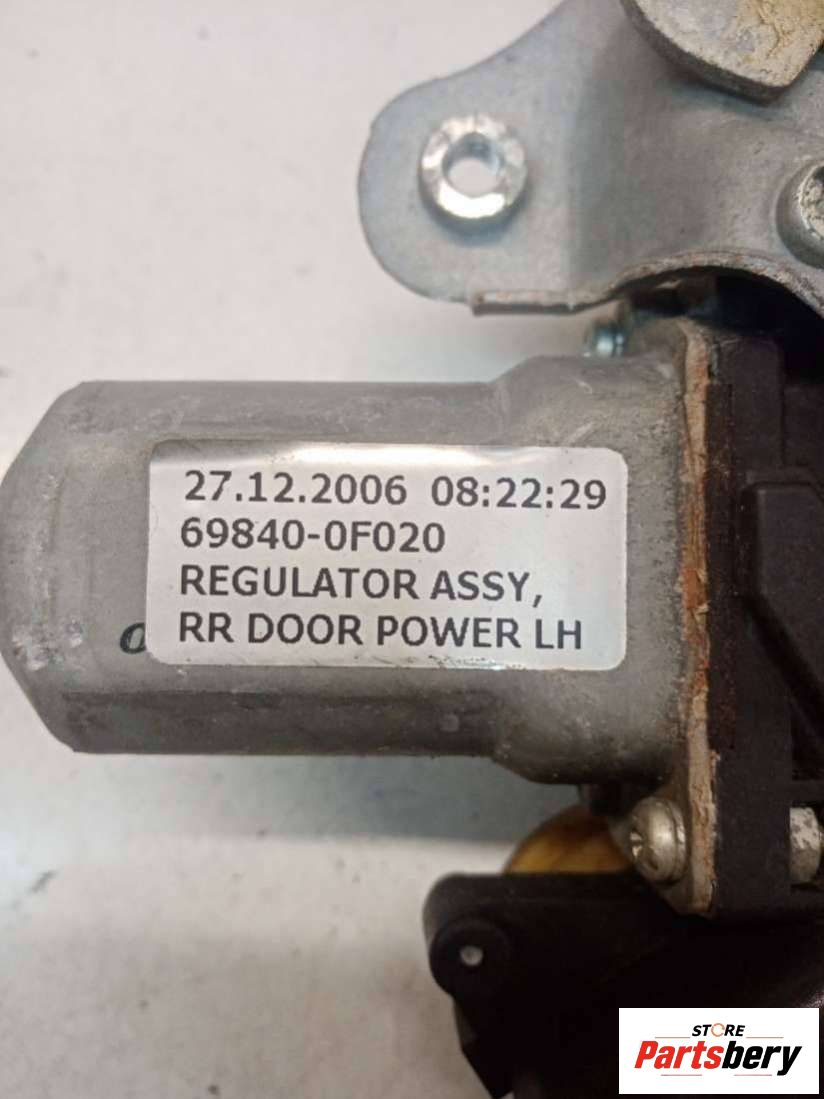 27.12.2006 08:22:29
69840-0F020
REGULATOR ASSY,
RR DOOR POWER LH
STORE
Partsbery